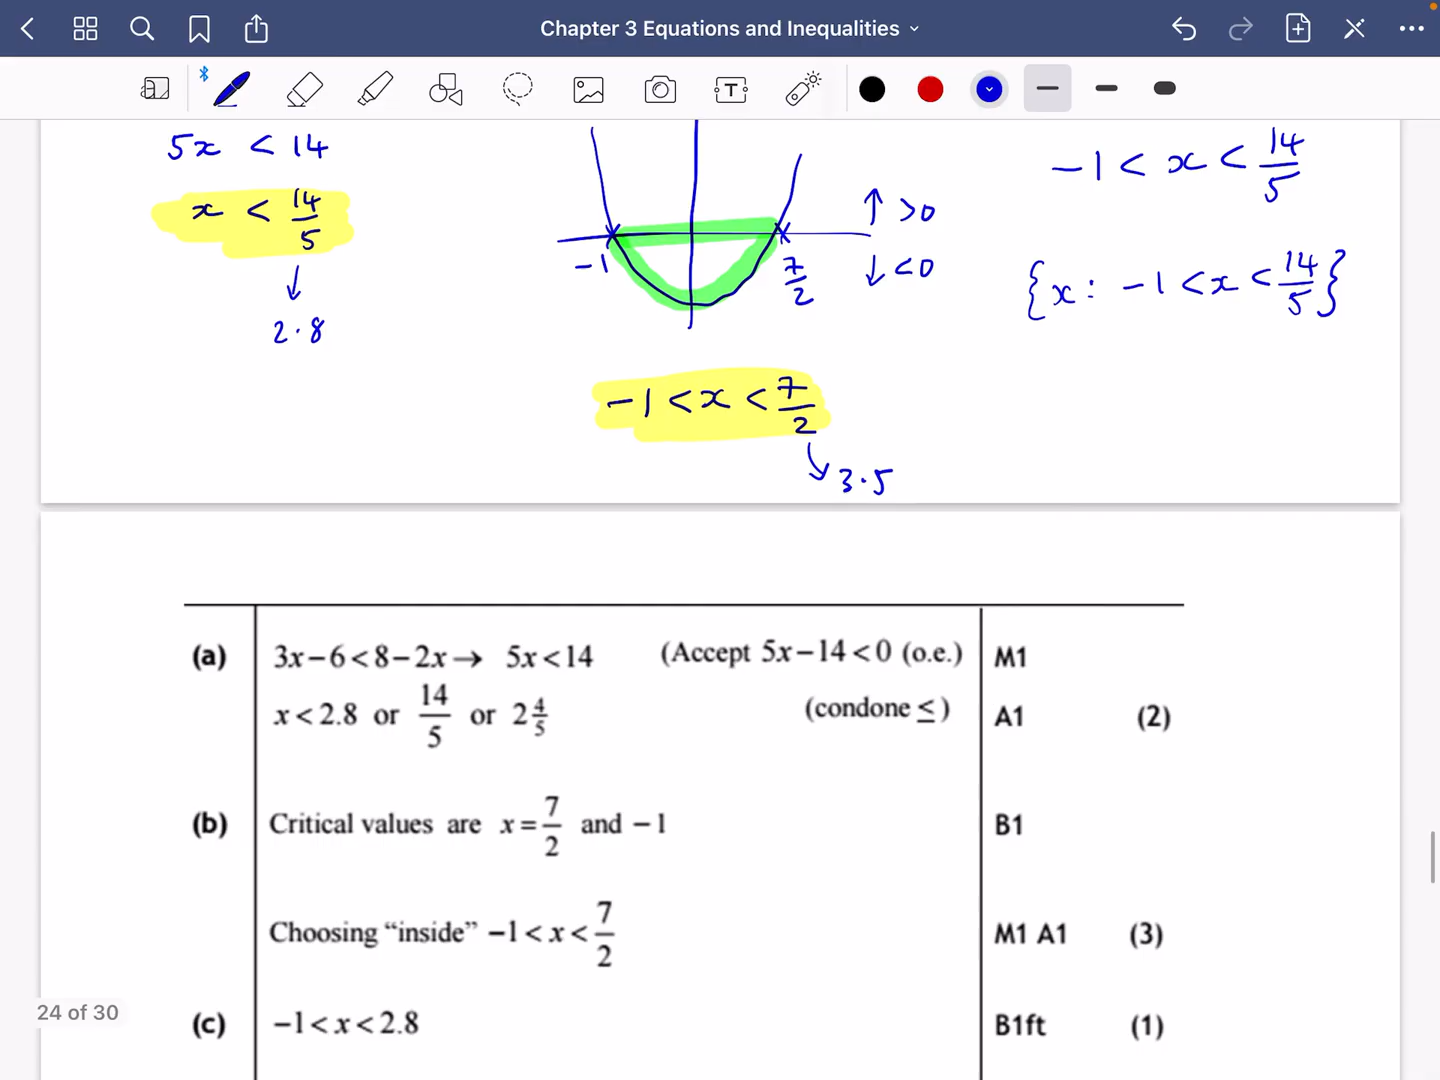 Chapter 3 Equations and Inequalities
T
5x < 14
x < 14/5
2.8
-1
7/2
↑ >0
↓ <0
-1 < x < 7/2
3.5
-1 < x < 14/5
{x: -1 < x < 14/5}
(a) 3x−6<8−2x→ 5x<14 (Accept 5x−14<0 (o.e.) M1
x<2.8 or 14/5 or 2 4/5 (condone ≤) A1 (2)
(b) Critical values are x=7/2 and −1 B1
Choosing “inside” −1<x<7/2 M1 A1 (3)
(c) −1<x<2.8 B1ft (1)
24 of 30